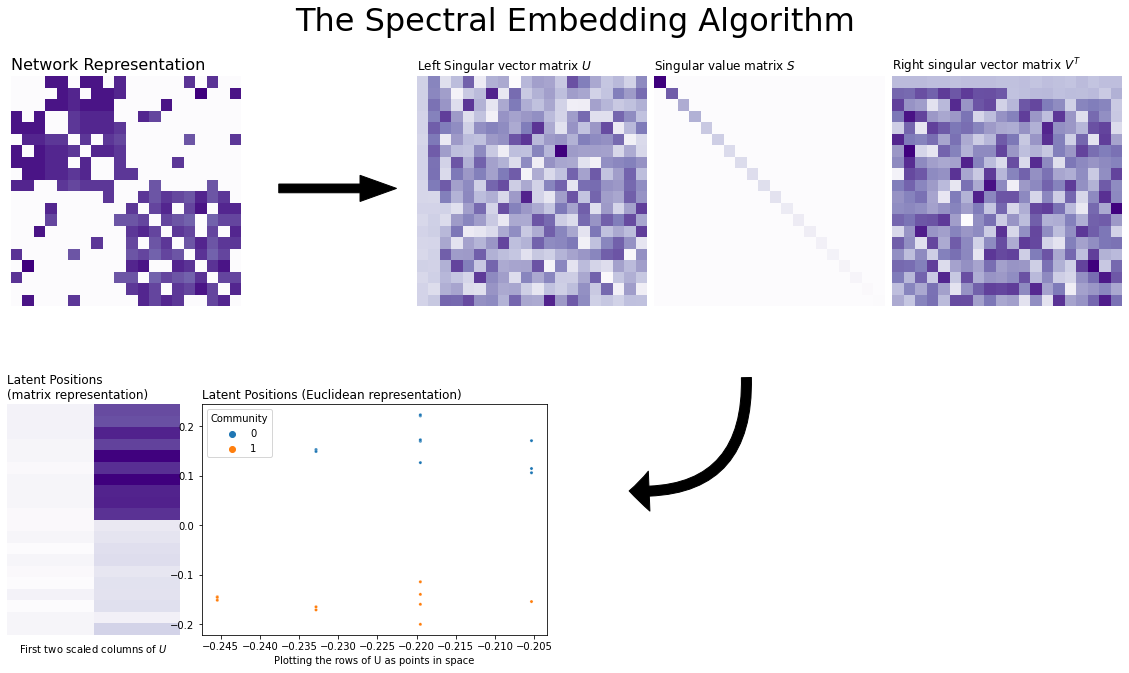 The Spectral Embedding Algorithm
Network Representation
Left Singular vector matrix U
Singular value matrix S
Right singular vector matrix V^T
Latent Positions
(matrix representation)
First two scaled columns of U
Latent Positions (Euclidean representation)
Community
0
1
0.2
0.1
0.0
−0.1
−0.2
−0.245 −0.240 −0.235 −0.230 −0.225 −0.220 −0.215 −0.210 −0.205
Plotting the rows of U as points in space